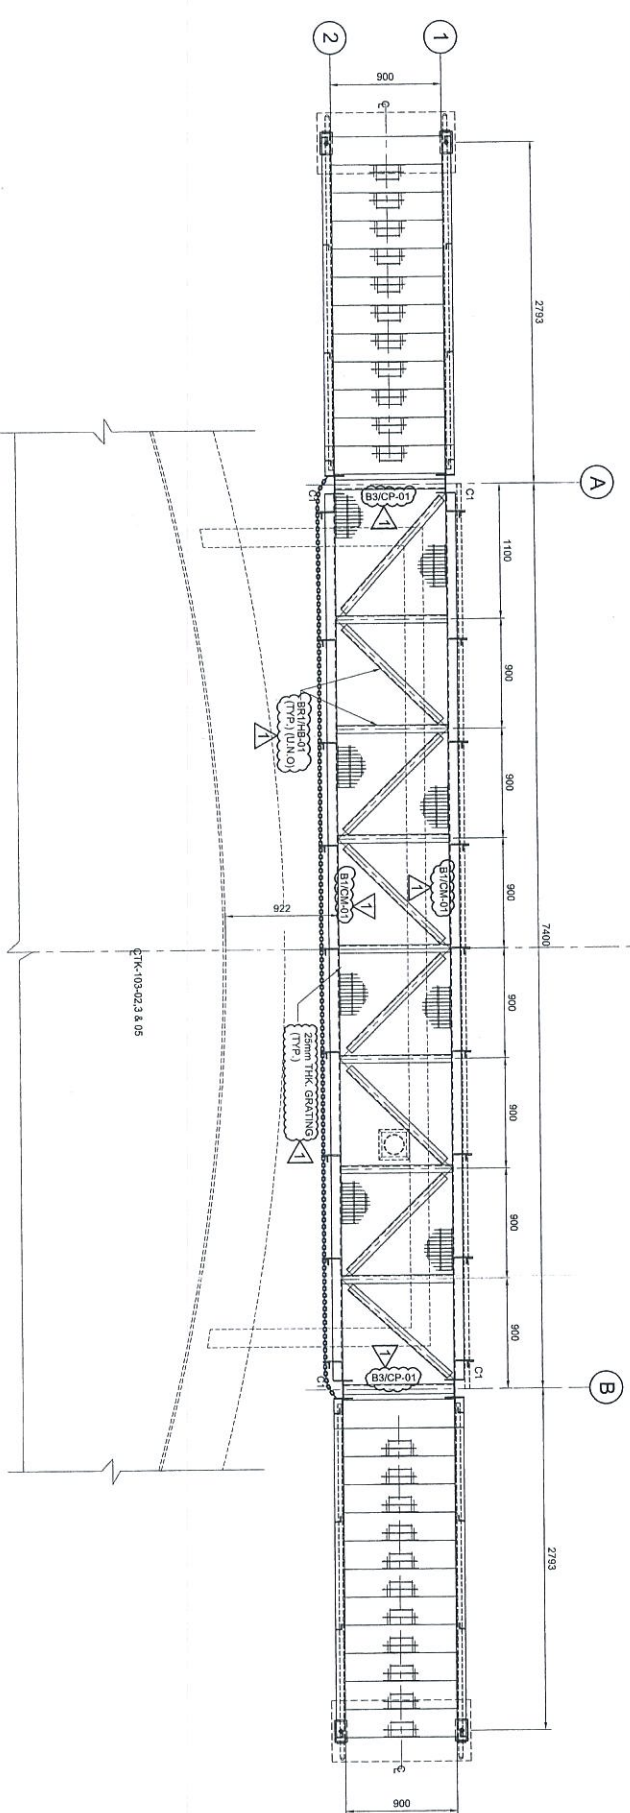 2
1
900
2793
A
C1
C1
B3/CP-01
1
1100
900
BR1/HB-01
(TYP.) (U.N.O)
1
900
900
B1/CM-01
1
B1/CM-01
1
922
7400
CTK-103-02,3 & 05
900
25mm THK. GRATING
(TYP.)
1
900
900
900
1
B3/CP-01
C1
C1
B
2793
900